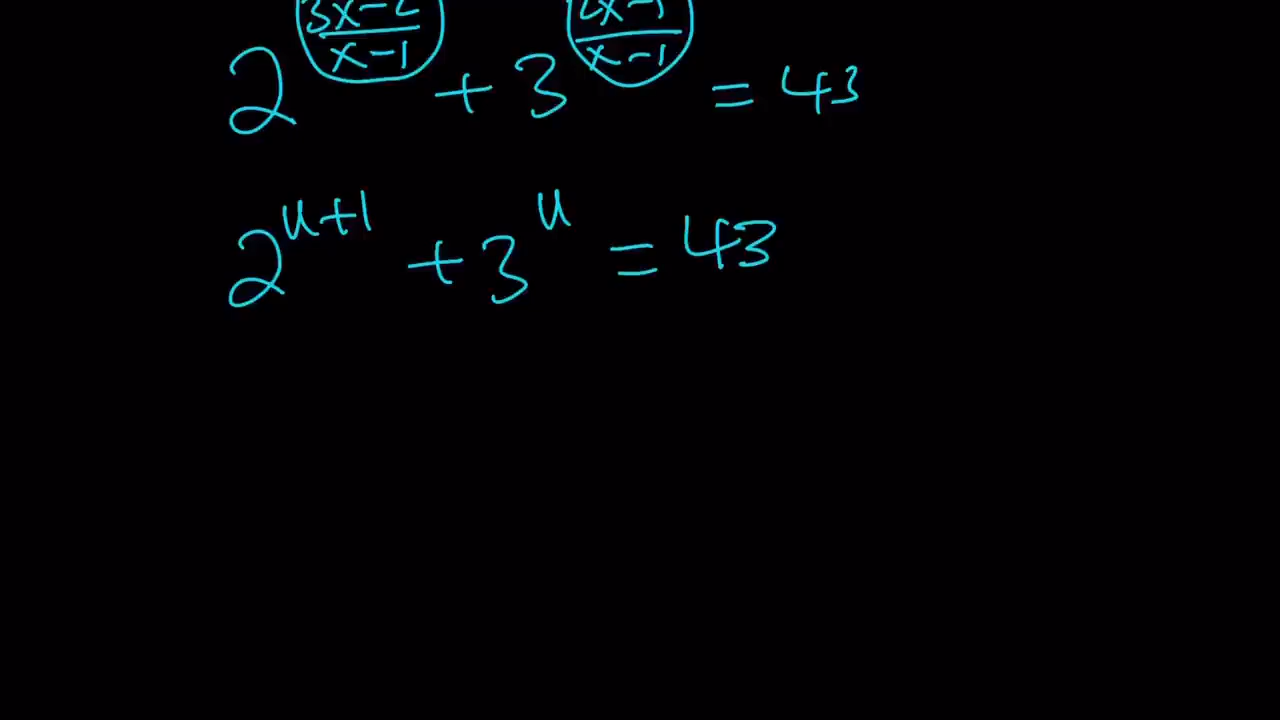 2^((3x-2)/(x-1)) + 3^((2x-1)/(x-1)) = 43
2^(u+1) + 3^u = 43